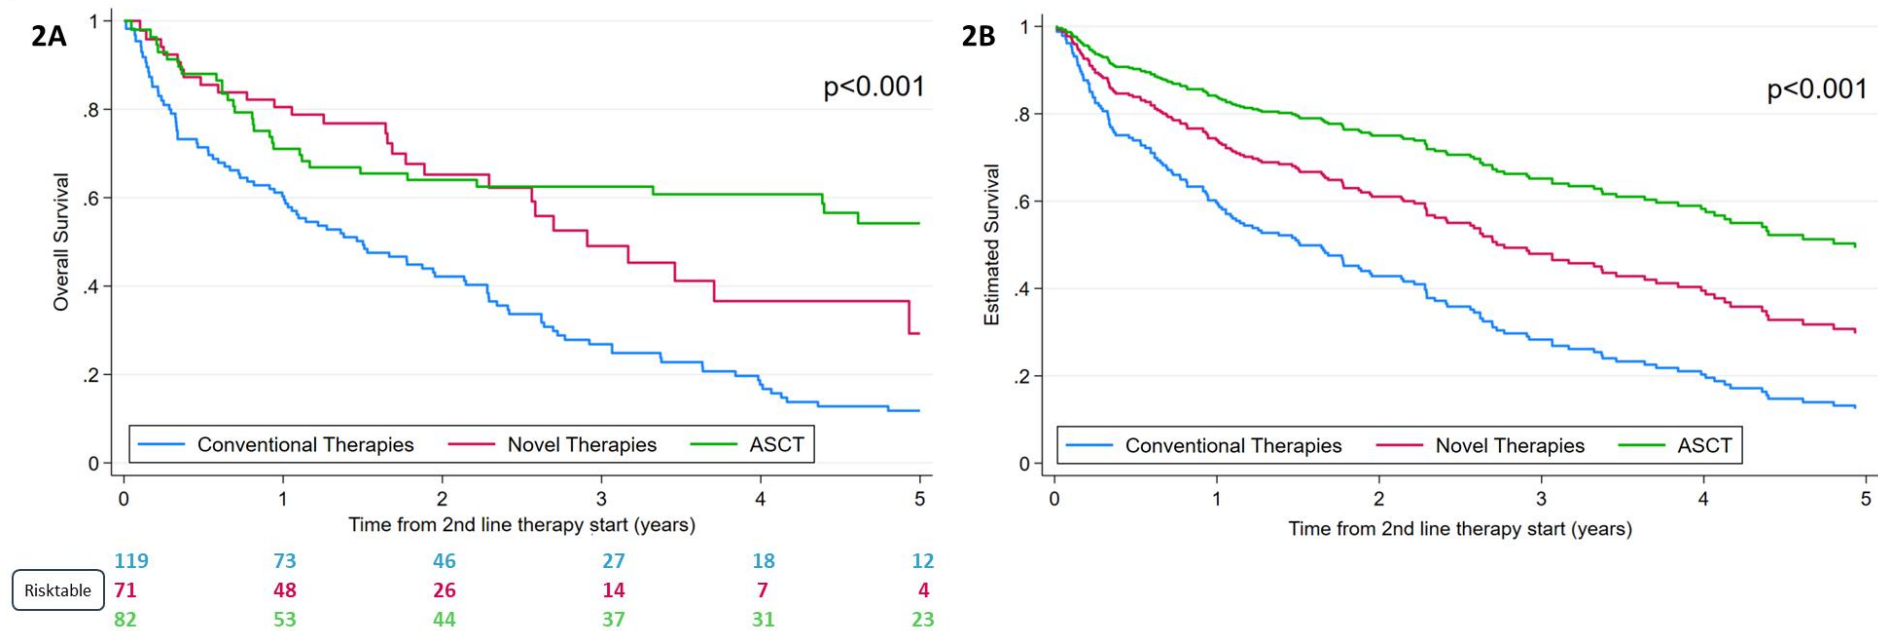 2A
p<0.001
Overall Survival
1
.8
.6
.4
.2
0
Conventional Therapies Novel Therapies ASCT
0 1 2 3 4 5
Time from 2nd line therapy start (years)
119 73 46 27 18 12
Risktable 71 48 26 14 7 4
82 53 44 37 31 23
2B
p<0.001
Estimated Survival
1
.8
.6
.4
.2
0
Conventional Therapies Novel Therapies ASCT
0 1 2 3 4 5
Time from 2nd line therapy start (years)